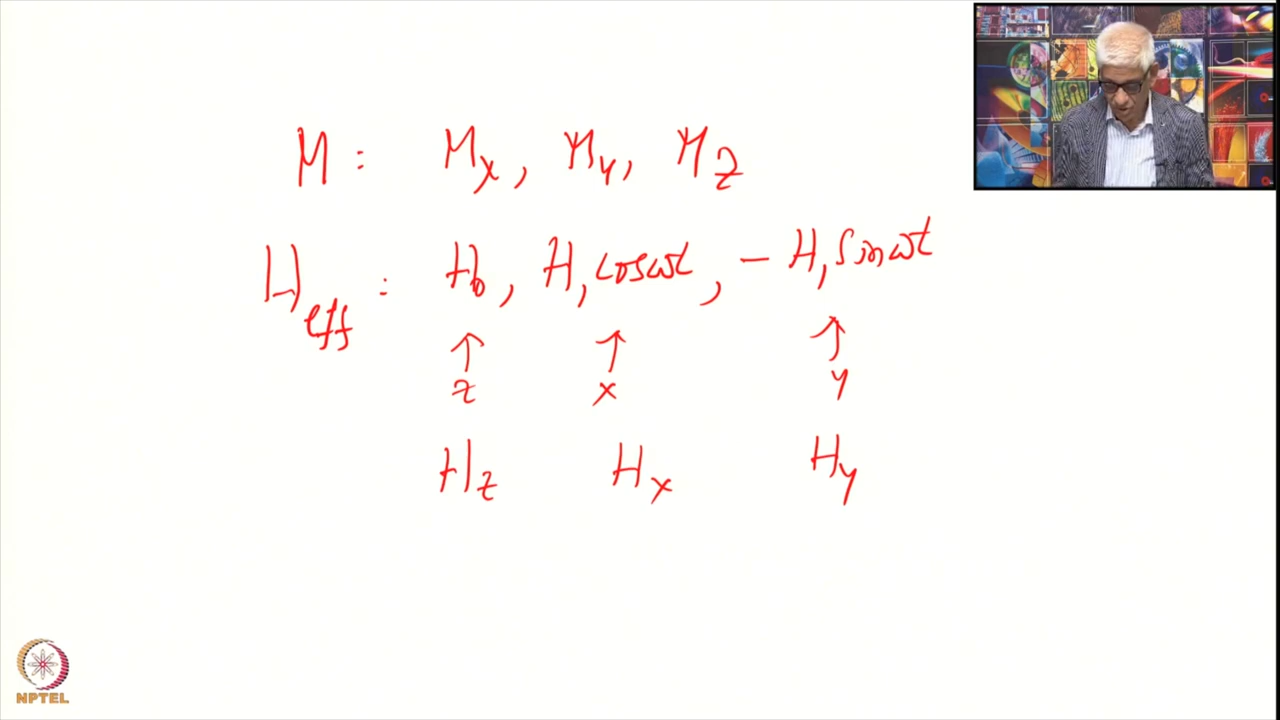 M : Mx, My, Mz
Heff : H0, H1 cosωt, − H1 sinωt
↑ ↑ ↑
z x y
Hz Hx Hy
NPTEL